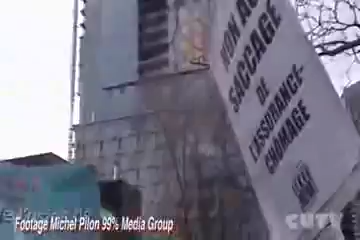 NON AU
SACCAGE
DE
L'ASSURANCE-
CHÔMAGE
Footage Michel Pilon 99% Media Group
CUTV